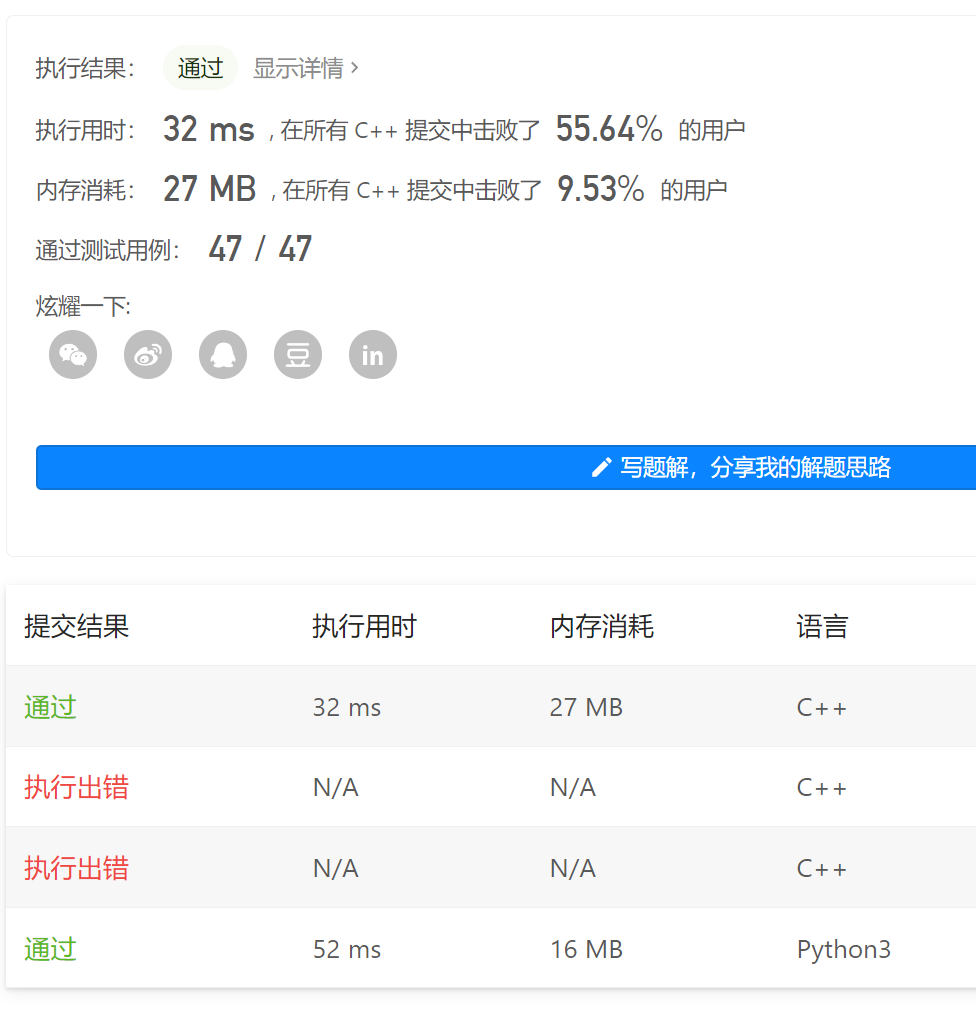 执行结果： 通过 显示详情 >
执行用时： 32 ms , 在所有 C++ 提交中击败了 55.64% 的用户
内存消耗： 27 MB , 在所有 C++ 提交中击败了 9.53% 的用户
通过测试用例： 47 / 47
炫耀一下:
豆 in
写题解，分享我的解题思路
提交结果 执行用时 内存消耗 语言
通过 32 ms 27 MB C++
执行出错 N/A N/A C++
执行出错 N/A N/A C++
通过 52 ms 16 MB Python3